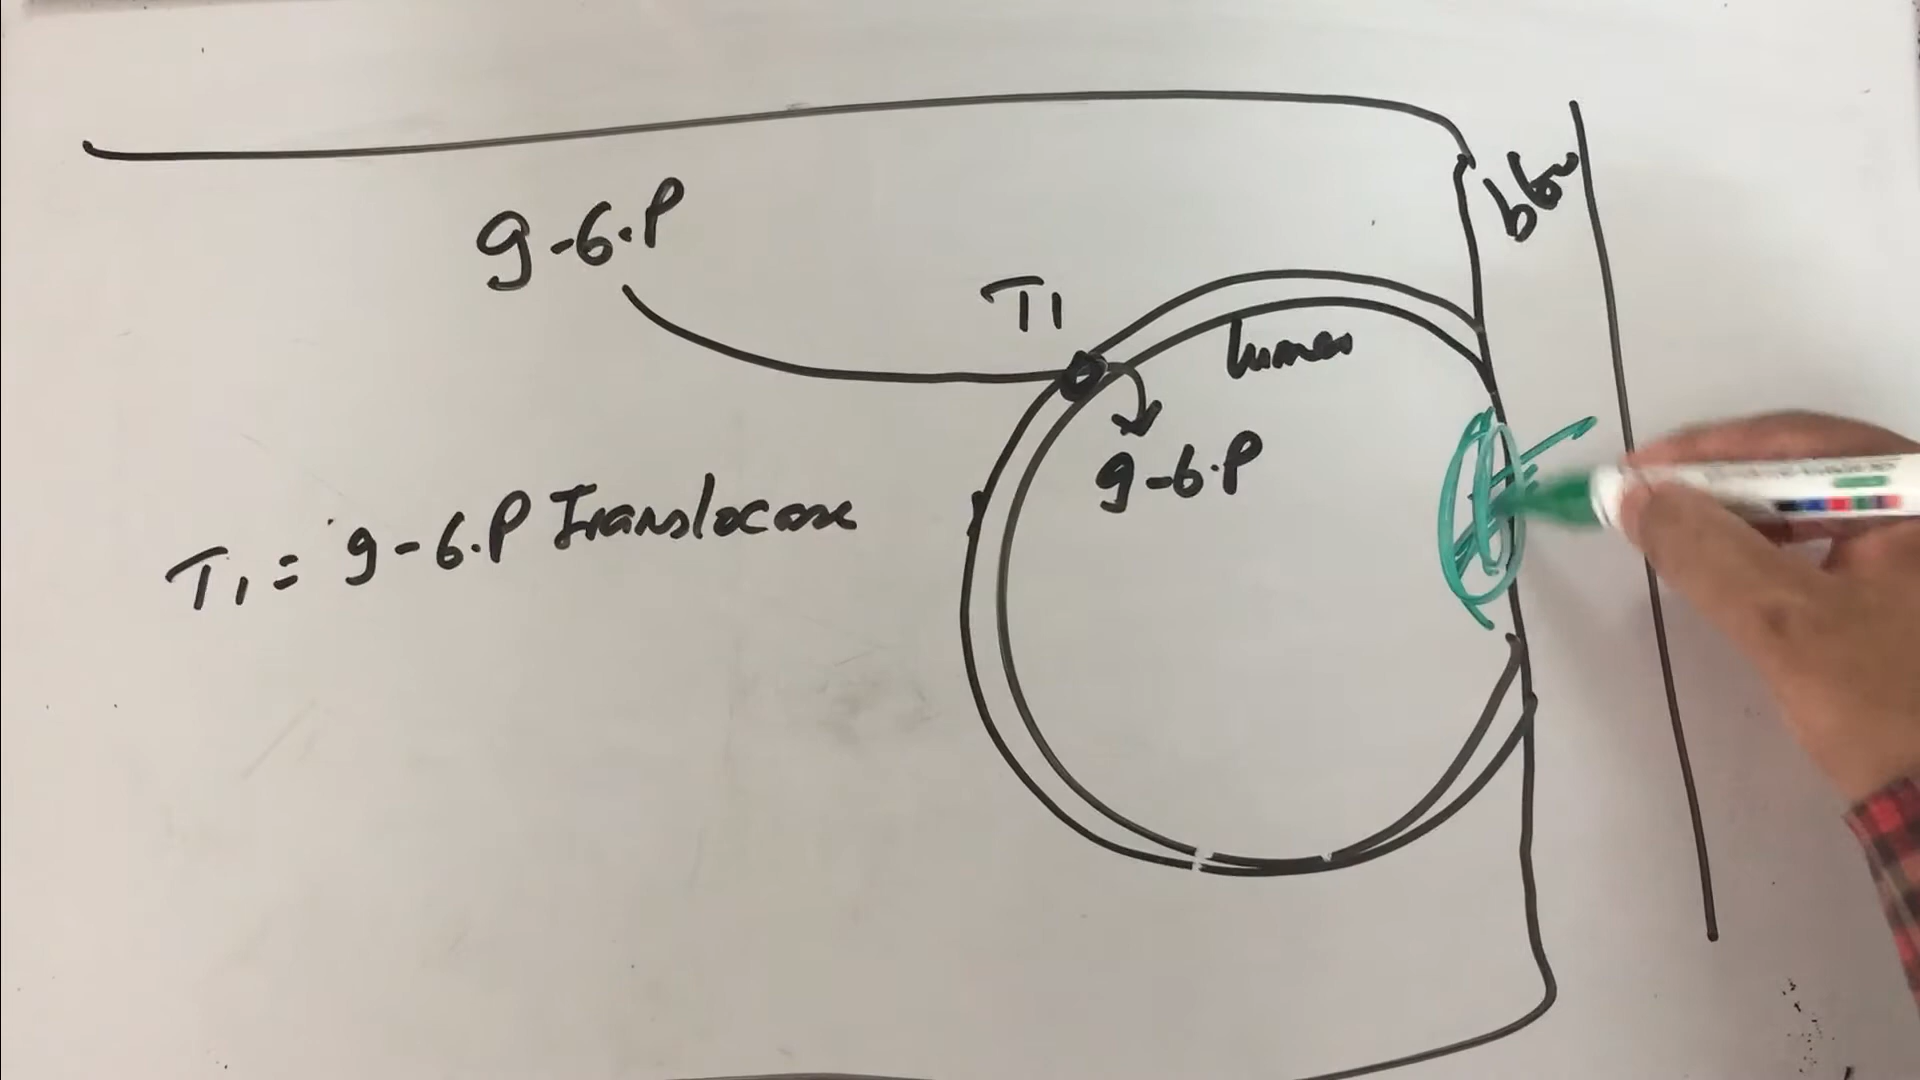 g-6.P
T1
lumen
g-6.P
T1 = g-6.P Translocase